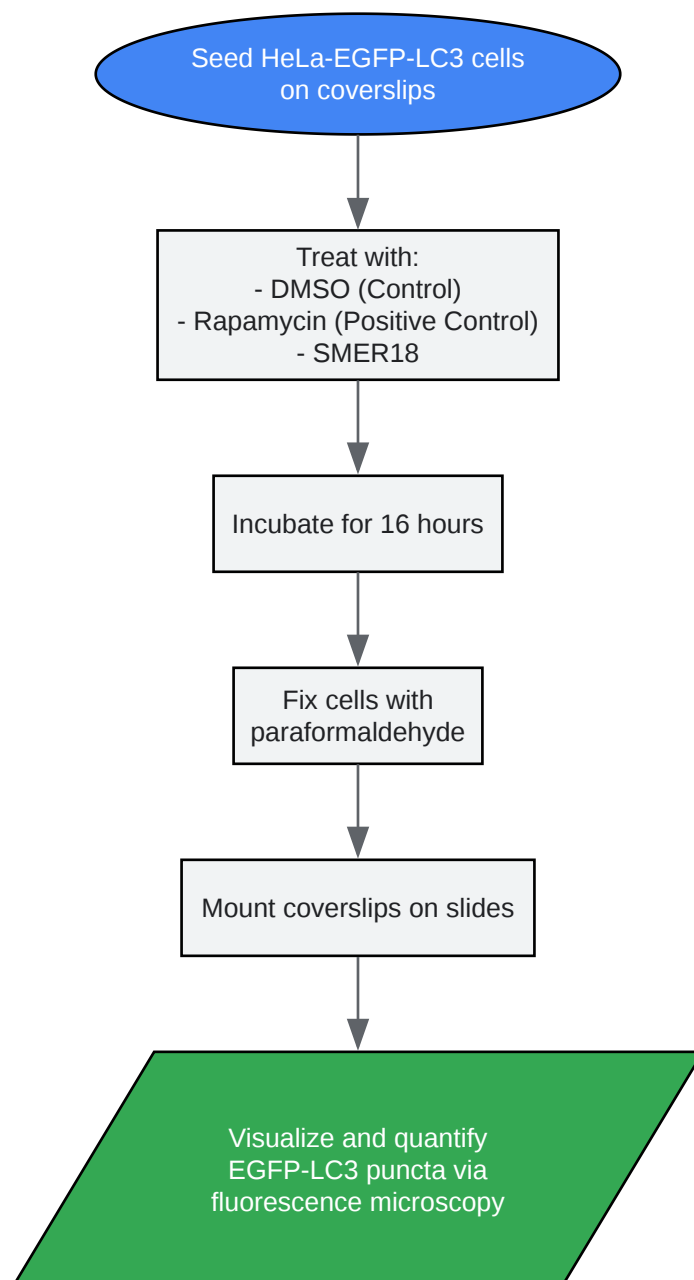 Seed HeLa-EGFP-LC3 cells
on coverslips
Treat with:
- DMSO (Control)
- Rapamycin (Positive Control)
- SMER18
Incubate for 16 hours
Fix cells with
paraformaldehyde
Mount coverslips on slides
Visualize and quantify
EGFP-LC3 puncta via
fluorescence microscopy